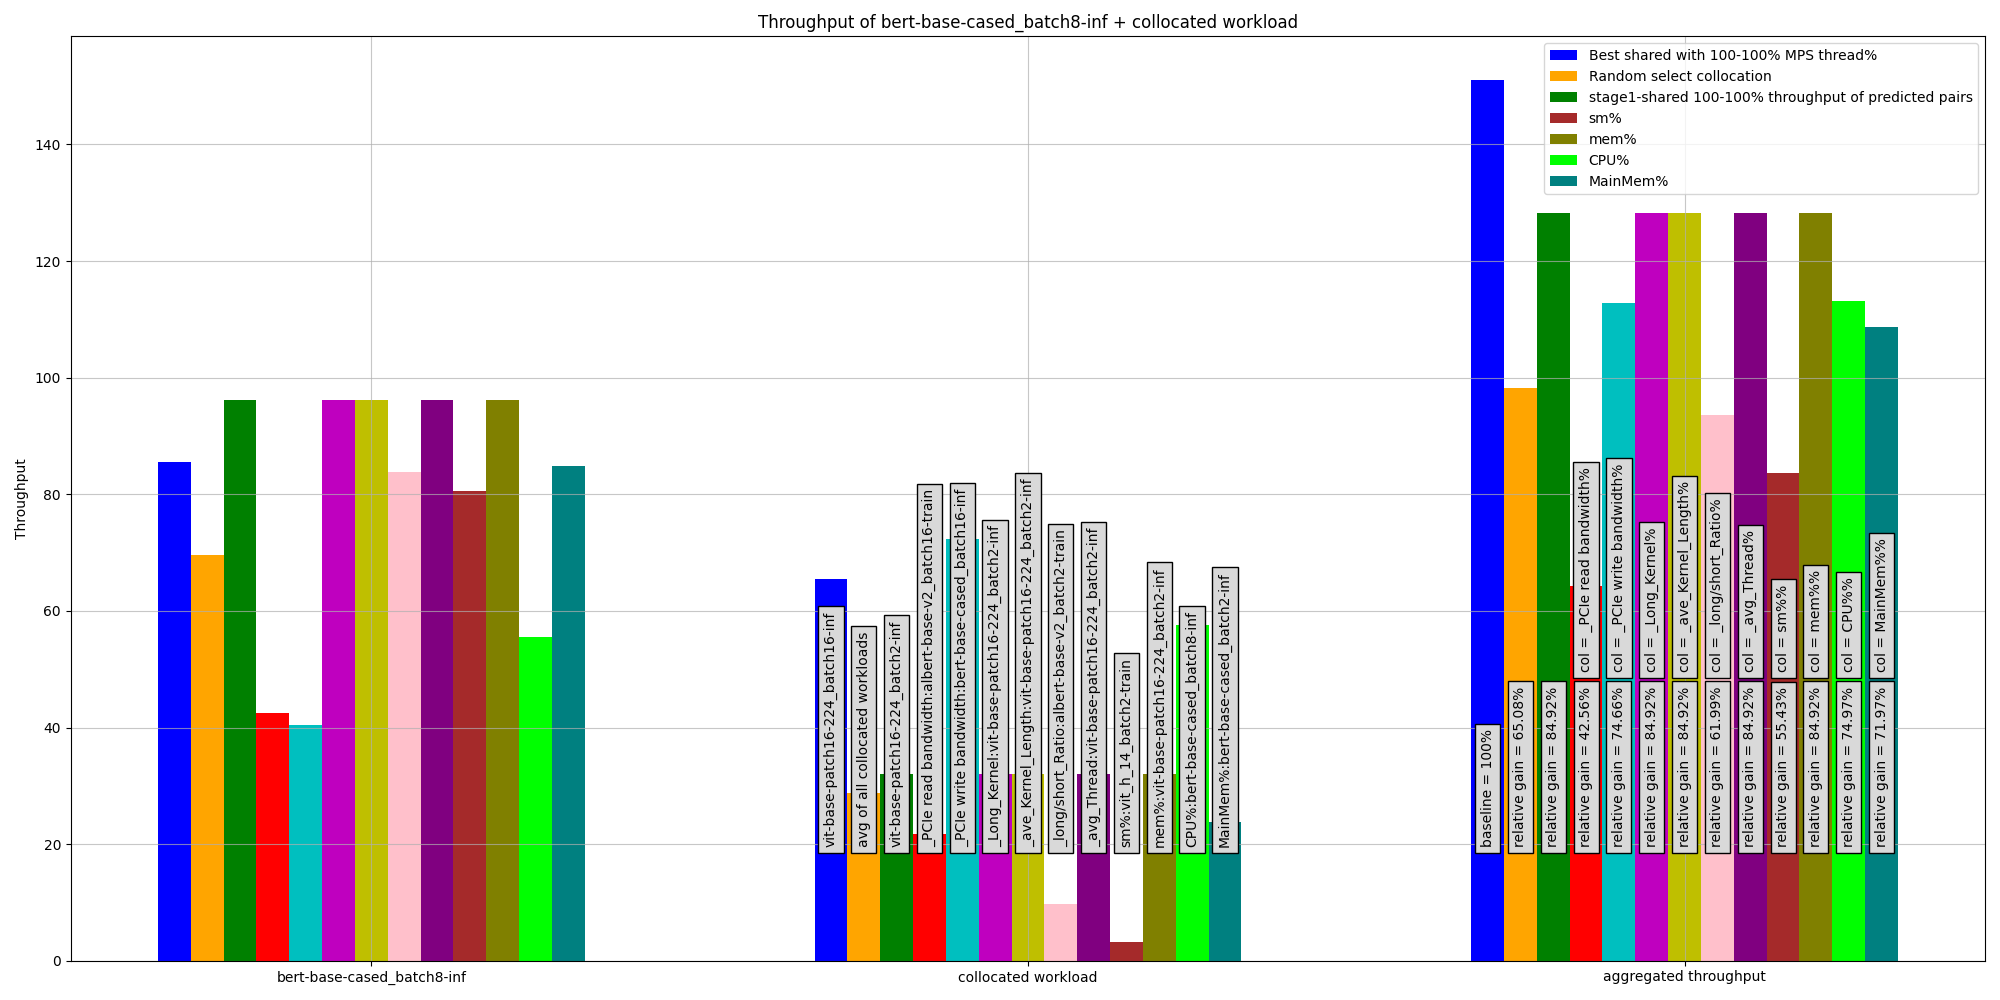 Throughput of bert-base-cased_batch8-inf + collocated workload
Best shared with 100-100% MPS thread%
Random select collocation
stage1-shared 100-100% throughput of predicted pairs
sm%
mem%
CPU%
MainMem%
Throughput
140
120
100
80
60
40
20
0
vit-base-patch16-224_batch16-inf
avg of all collocated workloads
vit-base-patch16-224_batch2-inf
_PCIe read bandwidth:albert-base-v2_batch16-train
_PCIe write bandwidth:bert-base-cased_batch16-inf
_Long_Kernel:vit-base-patch16-224_batch2-inf
_ave_Kernel_Length:vit-base-patch16-224_batch2-inf
_long/short_Ratio:albert-base-v2_batch2-train
_avg_Thread:vit-base-patch16-224_batch2-inf
sm%:vit_h_14_batch2-train
mem%:vit-base-patch16-224_batch2-inf
CPU%:bert-base-cased_batch8-inf
MainMem%:bert-base-cased_batch2-inf
baseline = 100%
relative gain = 65.08%
relative gain = 84.92%
col = _PCIe read bandwidth%
relative gain = 42.56%
col = _PCIe write bandwidth%
relative gain = 74.66%
col = _Long_Kernel%
relative gain = 84.92%
col = _ave_Kernel_Length%
relative gain = 84.92%
col = _long/short_Ratio%
relative gain = 61.99%
col = _avg_Thread%
relative gain = 84.92%
col = sm%%
relative gain = 55.43%
col = mem%%
relative gain = 84.92%
col = CPU%%
relative gain = 74.97%
col = MainMem%%
relative gain = 71.97%
bert-base-cased_batch8-inf
collocated workload
aggregated throughput